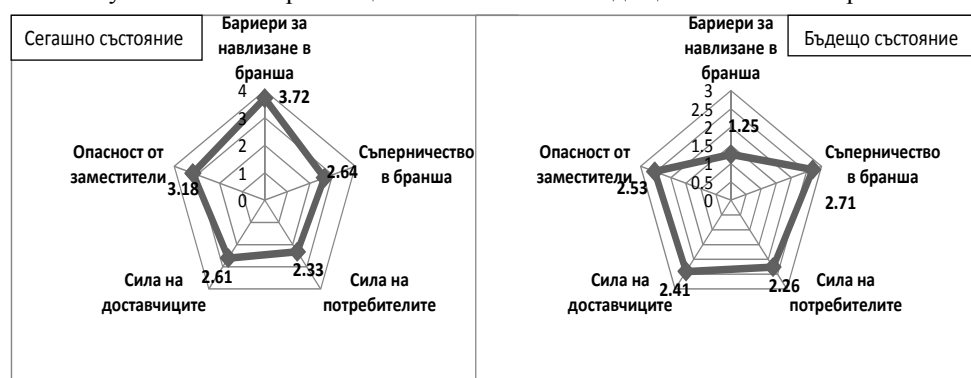 Сегашно състояние
Бариери за
навлизане в
бранша
4
3.72
3
2
1
0
Съперничество
в бранша
2.64
Сила на
потребителите
2.33
Сила на
доставчиците
2.61
Опасност от
заместители
3.18
Бъдещо състояние
Бариери за
навлизане в
бранша
3
2.5
2
1.5
1
0.5
0
1.25
Съперничество
в бранша
2.71
Сила на
потребителите
2.26
Сила на
доставчиците
2.41
Опасност от
заместители
2.53